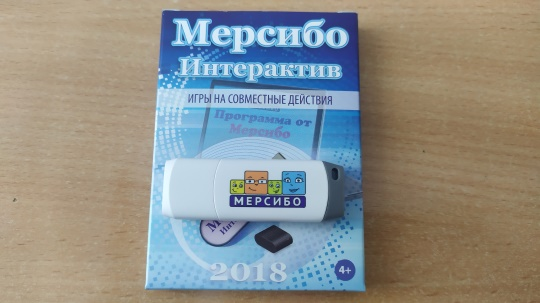 Мерсибо
Интерактив
ИГРЫ НА СОВМЕСТНЫЕ ДЕЙСТВИЯ
Программа от
Мерсибо
МЕРСИБО
2018
4+